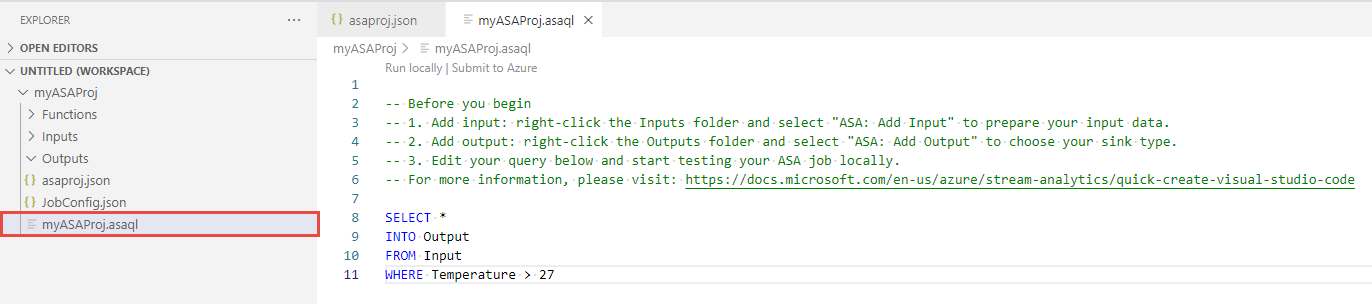 EXPLORER
OPEN EDITORS
UNTITLED (WORKSPACE)
myASAProj
Functions
Inputs
Outputs
asaproj.json
JobConfig.json
myASAProj.asaql
asaproj.json
myASAProj.asaql
myASAProj > myASAProj.asaql
Run locally | Submit to Azure
1
2 -- Before you begin
3 -- 1. Add input: right-click the Inputs folder and select "ASA: Add Input" to prepare your input data.
4 -- 2. Add output: right-click the Outputs folder and select "ASA: Add Output" to choose your sink type.
5 -- 3. Edit your query below and start testing your ASA job locally.
6 -- For more information, please visit: https://docs.microsoft.com/en-us/azure/stream-analytics/quick-create-visual-studio-code
7
8 SELECT *
9 INTO Output
10 FROM Input
11 WHERE Temperature > 27